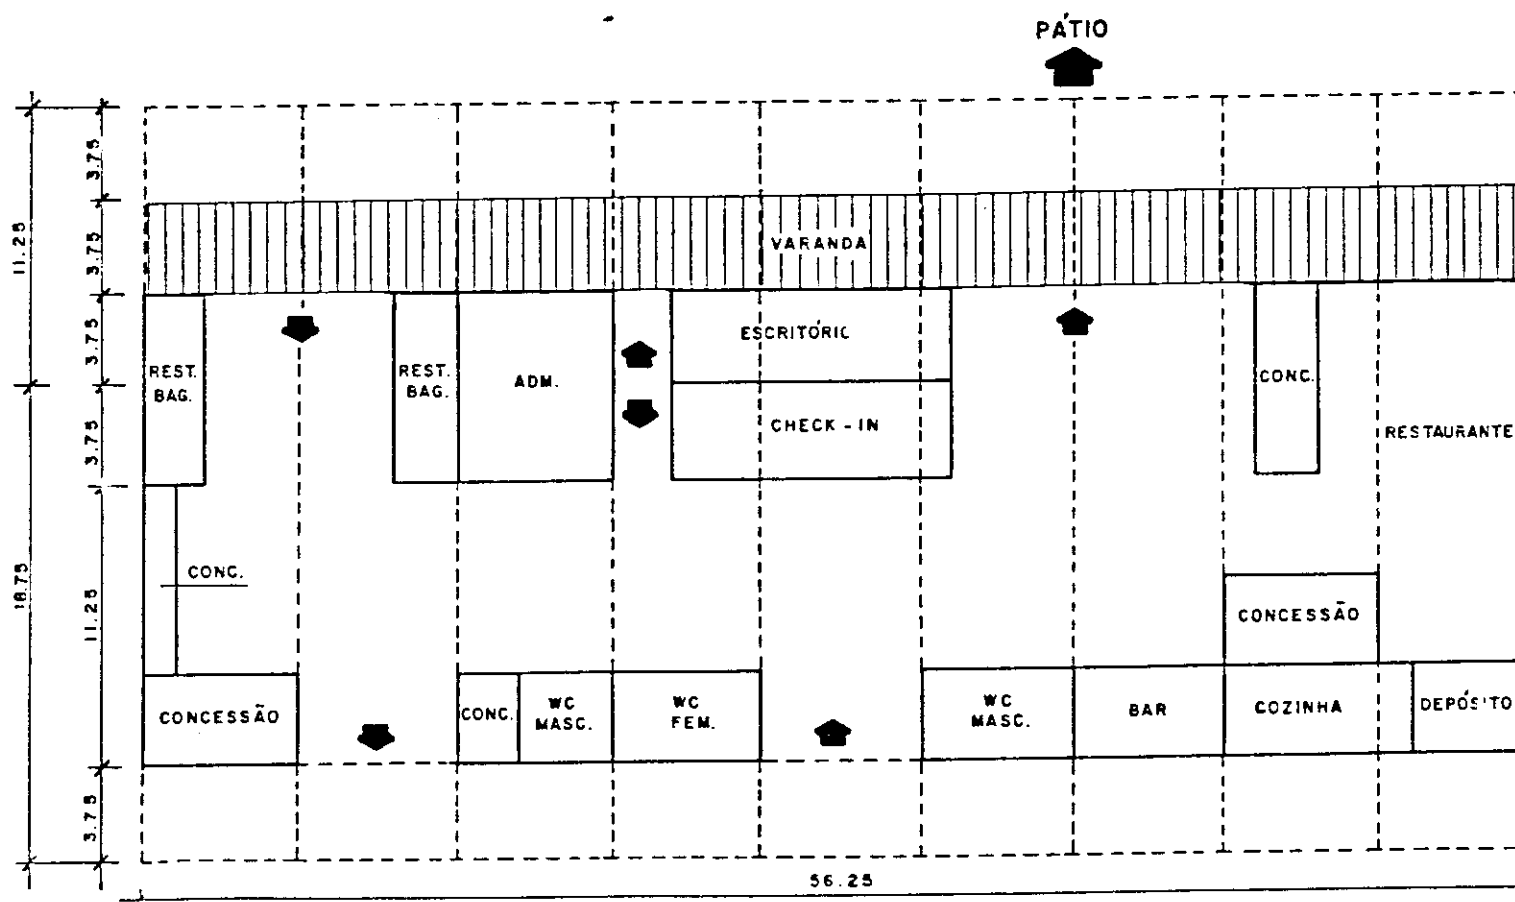 PÁTIO
3.75
11.25
3.75
VARANDA
3.75
REST.
BAG.
REST.
BAG.
ADM.
ESCRITÓRIO
CHECK - IN
CONC.
RESTAURANTE
3.75
18.75
11.25
CONC.
CONCESSÃO
CONCESSÃO
CONC.
WC
MASC.
WC
FEM.
WC
MASC.
BAR
COZINHA
DEPÓSITO
3.75
56.25